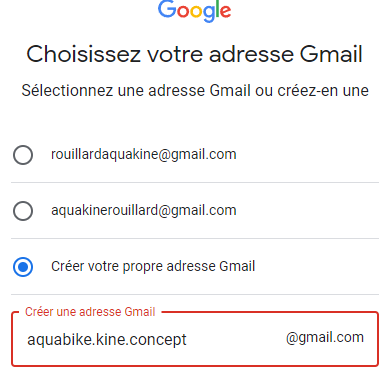 Google
Choisissez votre adresse Gmail
Sélectionnez une adresse Gmail ou créez-en une
rouillardaquakine@gmail.com
aquakinerouillard@gmail.com
Créer votre propre adresse Gmail
Créer une adresse Gmail
aquabike.kine.concept @gmail.com